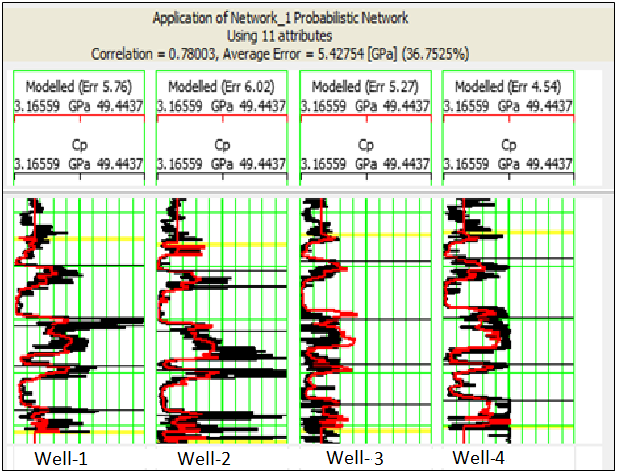 Application of Network_1 Probabilistic Network
Using 11 attributes
Correlation = 0.78003, Average Error = 5.42754 [GPa] (36.7525%)
Modelled (Err 5.76) Modelled (Err 6.02) Modelled (Err 5.27) Modelled (Err 4.54)
3.16559 GPa 49.4437 3.16559 GPa 49.4437 3.16559 GPa 49.4437 3.16559 GPa 49.4437
Cp Cp Cp Cp
3.16559 GPa 49.4437 3.16559 GPa 49.4437 3.16559 GPa 49.4437 3.16559 GPa 49.4437
Well-1 Well-2 Well-3 Well-4